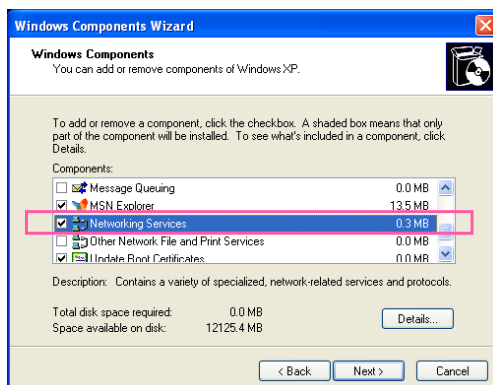 Windows Components Wizard
Windows Components
You can add or remove components of Windows XP.
To add or remove a component, click the checkbox. A shaded box means that only
part of the component will be installed. To see what's included in a component, click
Details.
Components:
Message Queuing 0.0 MB
MSN Explorer 13.5 MB
Networking Services 0.3 MB
Other Network File and Print Services 0.0 MB
Update Root Certificates 0.0 MB
Description: Contains a variety of specialized, network-related services and protocols.
Total disk space required: 0.0 MB
Space available on disk: 12125.4 MB
Details...
< Back Next > Cancel